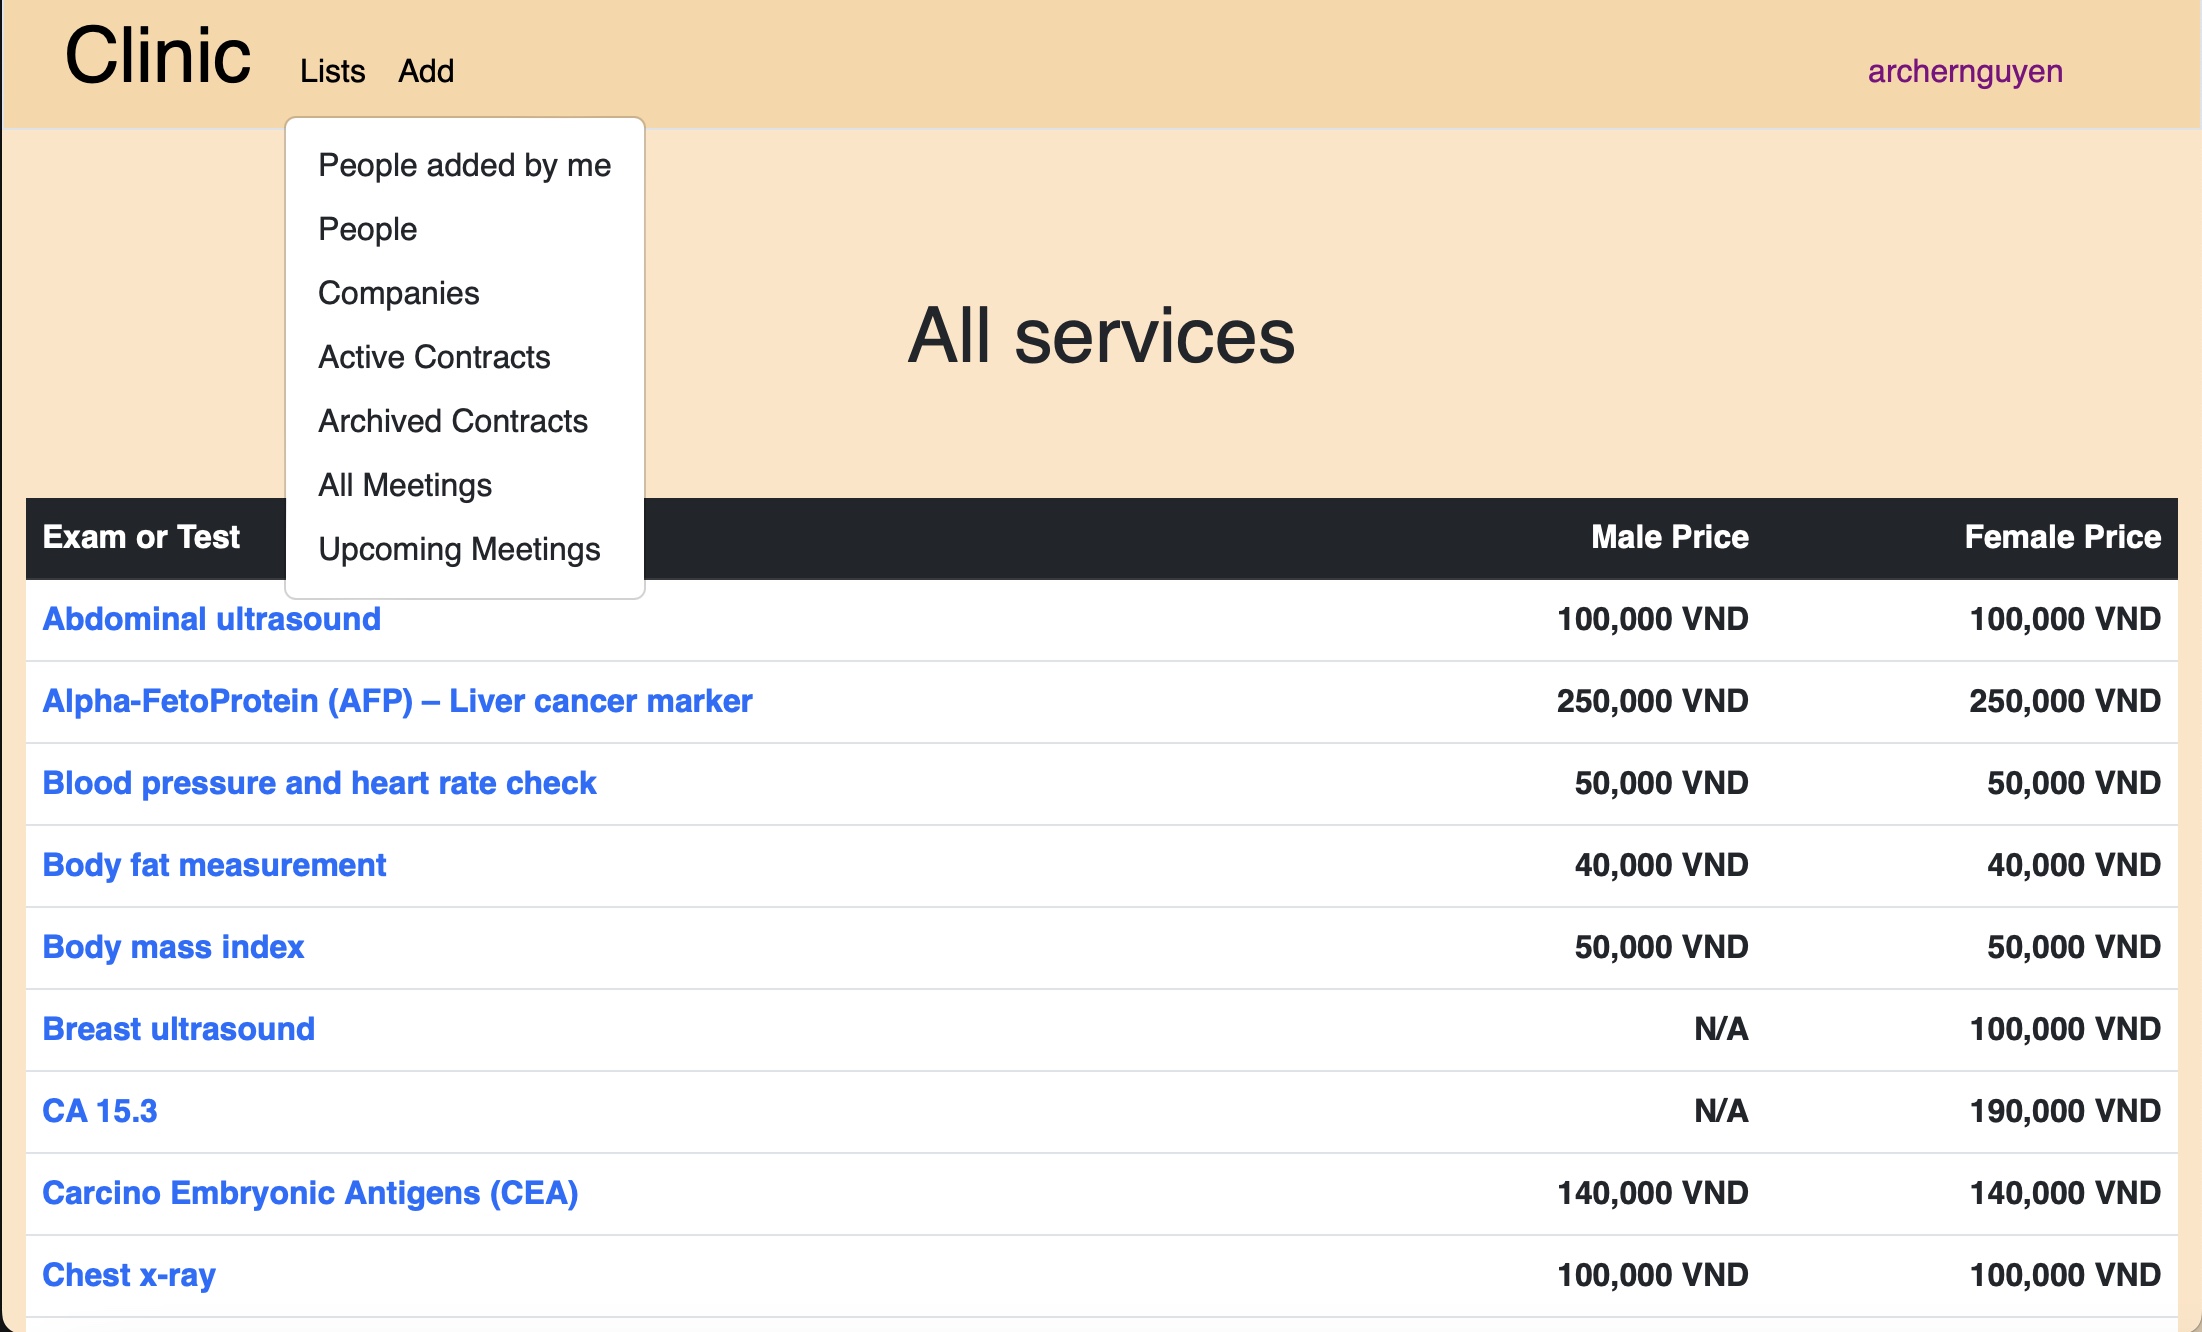 Clinic Lists Add archernguyen
People added by me
People
Companies
Active Contracts
Archived Contracts
All Meetings
Upcoming Meetings
All services
Exam or Test Male Price Female Price
Abdominal ultrasound 100,000 VND 100,000 VND
Alpha-FetoProtein (AFP) – Liver cancer marker 250,000 VND 250,000 VND
Blood pressure and heart rate check 50,000 VND 50,000 VND
Body fat measurement 40,000 VND 40,000 VND
Body mass index 50,000 VND 50,000 VND
Breast ultrasound N/A 100,000 VND
CA 15.3 N/A 190,000 VND
Carcino Embryonic Antigens (CEA) 140,000 VND 140,000 VND
Chest x-ray 100,000 VND 100,000 VND